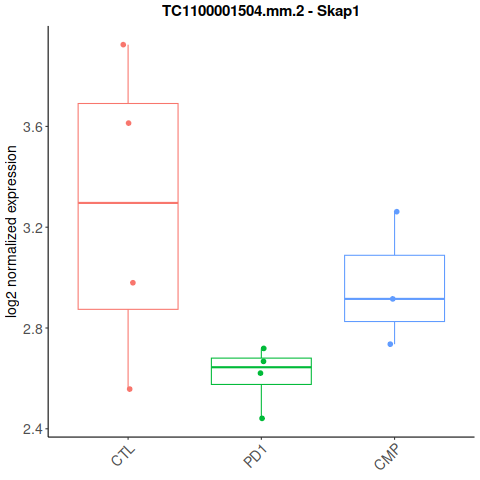 TC1100001504.mm.2 - Skap1
log2 normalized expression
3.6
3.2
2.8
2.4
CTL
PD1
CMP